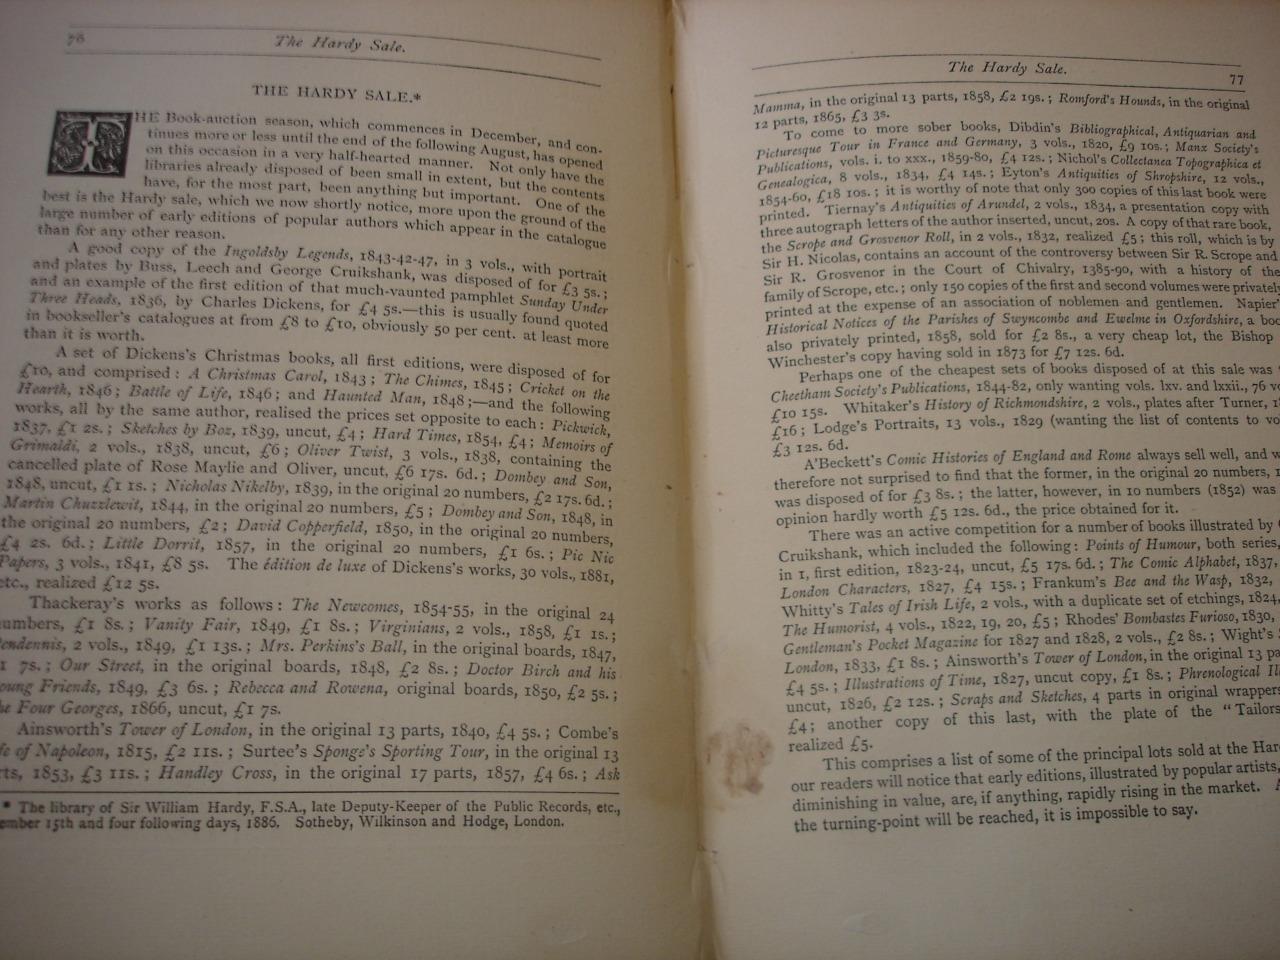 76
The Hardy Sale.
THE HARDY SALE.*
THE Book-auction season, which commences in December, and con-
tinues more or less until the end of the following August, has opened
on this occasion in a very half-hearted manner. Not only have the
libraries already disposed of been small in extent, but the contents
have, for the most part, been anything but important. One of the
best is the Hardy sale, which we now shortly notice, more upon the ground of the
large number of early editions of popular authors which appear in the catalogue
than for any other reason.
A good copy of the Ingoldsby Legends, 1843-42-47, in 3 vols., with portrait
and plates by Buss, Leech and George Cruikshank, was disposed of for £3 5s.;
and an example of the first edition of that much-vaunted pamphlet Sunday Under
Three Heads, 1836, by Charles Dickens, for £4 5s.—this is usually found quoted
in bookseller's catalogues at from £8 to £10, obviously 50 per cent. at least more
than it is worth.
A set of Dickens's Christmas books, all first editions, were disposed of for
£10, and comprised: A Christmas Carol, 1843; The Chimes, 1845; Cricket on the
Hearth, 1846; Battle of Life, 1846; and Haunted Man, 1848;—and the following
works, all by the same author, realised the prices set opposite to each: Pickwick,
1837, £1 2s.; Sketches by Boz, 1839, uncut, £4; Hard Times, 1854, £4; Memoirs of
Grimaldi, 2 vols., 1838, uncut, £6; Oliver Twist, 3 vols., 1838, containing the
cancelled plate of Rose Maylie and Oliver, uncut, £6 17s. 6d.; Dombey and Son,
1848, uncut, £1 1s.; Nicholas Nikelby, 1839, in the original 20 numbers, £2 17s. 6d.;
Martin Chuzzlewit, 1844, in the original 20 numbers, £5; Dombey and Son, 1848, in
the original 20 numbers, £2; David Copperfield, 1850, in the original 20 numbers,
£4 2s. 6d.; Little Dorrit, 1857, in the original 20 numbers, £1 6s.; Pic Nic
Papers, 3 vols., 1841, £8 5s. The édition de luxe of Dickens's works, 30 vols., 1881,
etc., realized £12 5s.
Thackeray's works as follows: The Newcomes, 1854-55, in the original 24
umbers, £1 8s.; Vanity Fair, 1849, £1 8s.; Virginians, 2 vols., 1858, £1 1s.;
endennis, 2 vols., 1849, £1 13s.; Mrs. Perkins's Ball, in the original boards, 1847,
1 7s.; Our Street, in the original boards, 1848, £2 8s.; Doctor Birch and his
oung Friends, 1849, £3 6s.; Rebecca and Rowena, original boards, 1850, £2 5s.;
he Four Georges, 1866, uncut, £1 7s.
Ainsworth's Tower of London, in the original 13 parts, 1840, £4 5s.; Combe's
fe of Napoleon, 1815, £2 11s.; Surtee's Sponge's Sporting Tour, in the original 13
rts, 1853, £3 11s.; Handley Cross, in the original 17 parts, 1857, £4 6s.; Ask
* The library of Sir William Hardy, F.S.A., late Deputy-Keeper of the Public Records, etc.,
ember 15th and four following days, 1886. Sotheby, Wilkinson and Hodge, London.
The Hardy Sale.
77
Mamma, in the original 13 parts, 1858, £2 19s.; Romford's Hounds, in the original
12 parts, 1865, £3 3s.
To come to more sober books, Dibdin's Bibliographical, Antiquarian and
Picturesque Tour in France and Germany, 3 vols., 1820, £9 10s.; Manx Society's
Publications, vols. i. to xxx., 1859-80, £4 12s.; Nichol's Collectanea Topographica et
Genealogica, 8 vols., 1834, £4 14s.; Eyton's Antiquities of Shropshire, 12 vols.,
1854-60, £18 10s.; it is worthy of note that only 300 copies of this last book were
printed. Tiernay's Antiquities of Arundel, 2 vols., 1834, a presentation copy with
three autograph letters of the author inserted, uncut, 20s. A copy of that rare book,
the Scrope and Grosvenor Roll, in 2 vols., 1832, realized £5; this roll, which is by
Sir H. Nicolas, contains an account of the controversy between Sir R. Scrope and
Sir R. Grosvenor in the Court of Chivalry, 1385-90, with a history of the
family of Scrope, etc.; only 150 copies of the first and second volumes were privately
printed at the expense of an association of noblemen and gentlemen. Napier'
Historical Notices of the Parishes of Swyncombe and Ewelme in Oxfordshire, a boo
also privately printed, 1858, sold for £2 8s., a very cheap lot, the Bishop
Winchester's copy having sold in 1873 for £7 12s. 6d.
Perhaps one of the cheapest sets of books disposed of at this sale was
Cheetham Society's Publications, 1844-82, only wanting vols. lxv. and lxxii., 76 vo
£10 15s. Whitaker's History of Richmondshire, 2 vols., plates after Turner, 1
£16; Lodge's Portraits, 13 vols., 1829 (wanting the list of contents to vo
£3 12s. 6d.
A'Beckett's Comic Histories of England and Rome always sell well, and w
therefore not surprised to find that the former, in the original 20 numbers, 1
was disposed of for £3 8s.; the latter, however, in 10 numbers (1852) was
opinion hardly worth £5 12s. 6d., the price obtained for it.
There was an active competition for a number of books illustrated by
Cruikshank, which included the following: Points of Humour, both series,
in 1, first edition, 1823-24, uncut, £5 17s. 6d.; The Comic Alphabet, 1837,
London Characters, 1827, £4 15s.; Frankum's Bee and the Wasp, 1832,
Whitty's Tales of Irish Life, 2 vols., with a duplicate set of etchings, 1824,
The Humorist, 4 vols., 1822, 19, 20, £5; Rhodes' Bombastes Furioso, 1830,
Gentleman's Pocket Magazine for 1827 and 1828, 2 vols., £2 8s.; Wight's
London, 1833, £1 8s.; Ainsworth's Tower of London, in the original 13 pa
£4 5s.; Illustrations of Time, 1827, uncut copy, £1 8s.; Phrenological Ill
uncut, 1826, £2 12s.; Scraps and Sketches, 4 parts in original wrappers
£4; another copy of this last, with the plate of the "Tailors
realized £5.
This comprises a list of some of the principal lots sold at the Har
our readers will notice that early editions, illustrated by popular artists,
diminishing in value, are, if anything, rapidly rising in the market.
the turning-point will be reached, it is impossible to say.